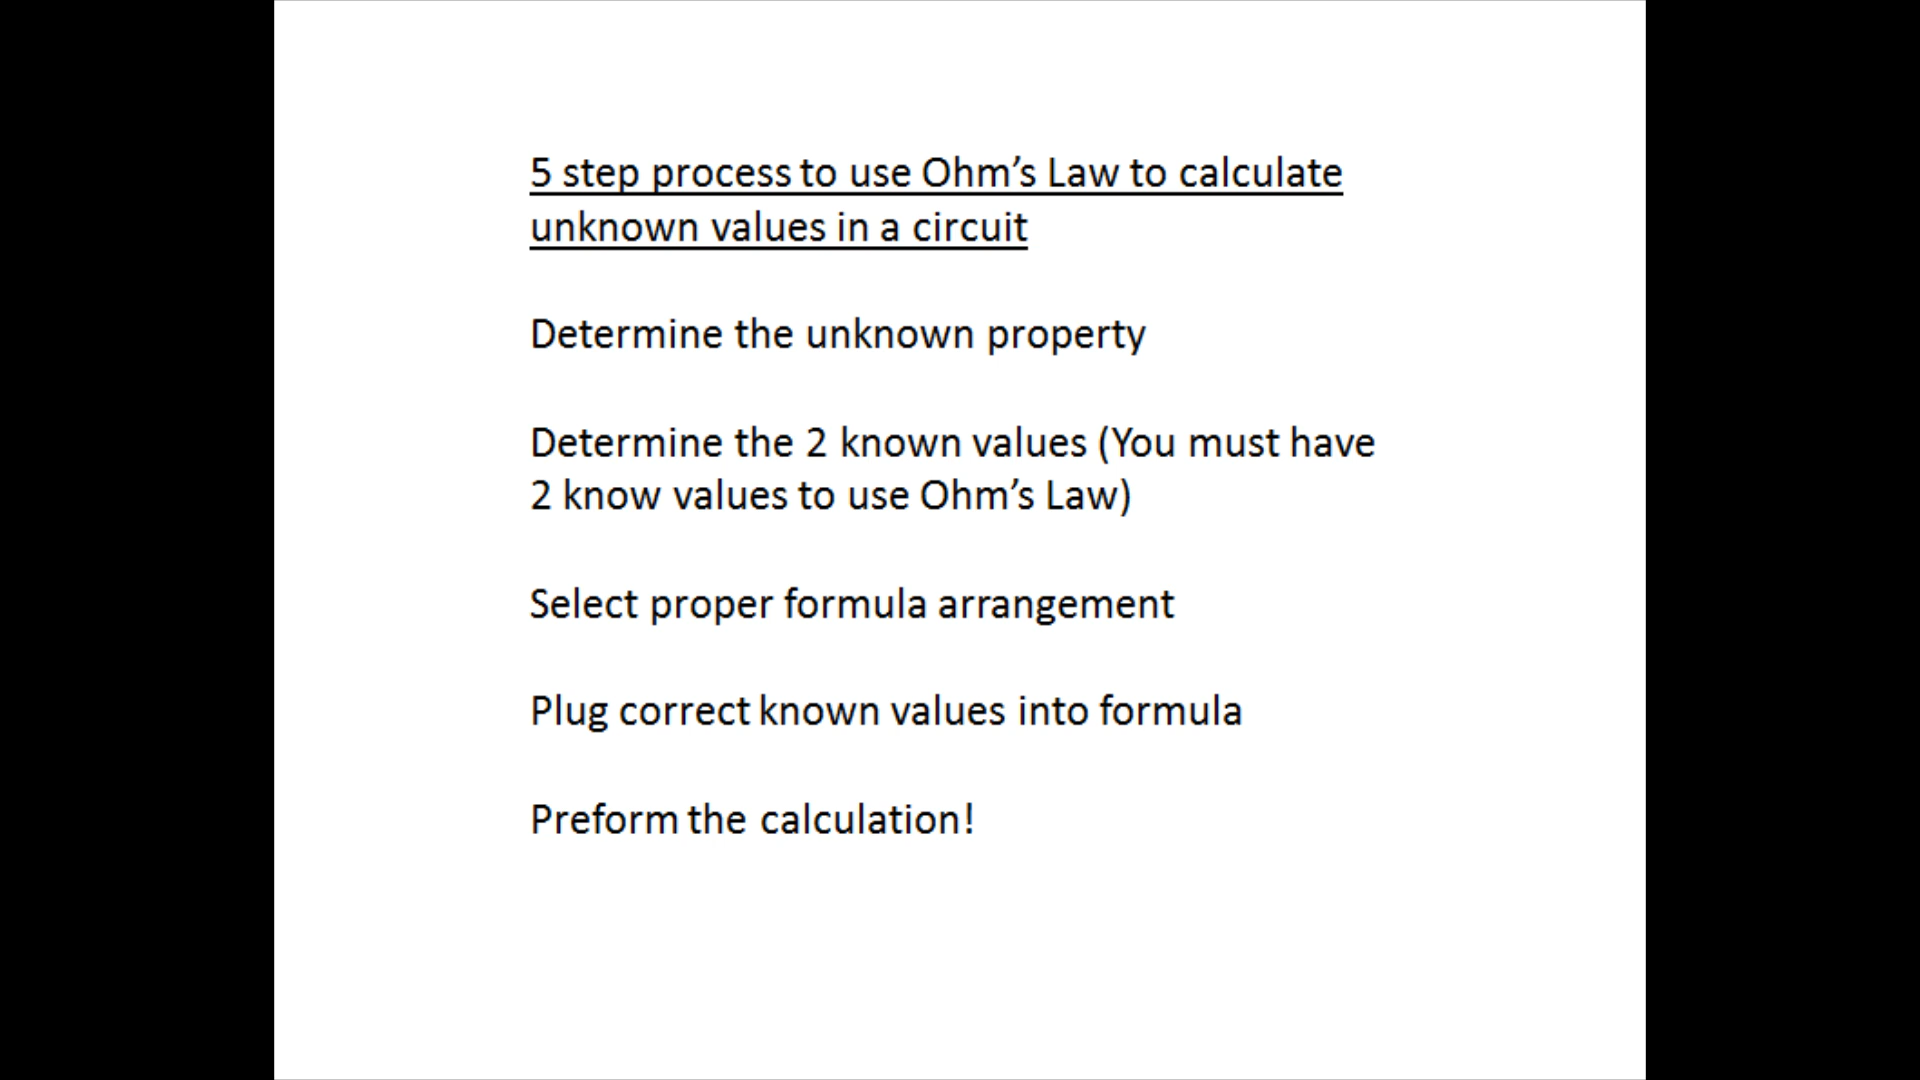 5 step process to use Ohm’s Law to calculate
unknown values in a circuit
Determine the unknown property
Determine the 2 known values (You must have
2 know values to use Ohm’s Law)
Select proper formula arrangement
Plug correct known values into formula
Preform the calculation!